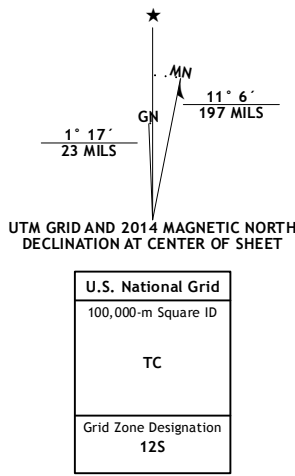 MN
GN
11° 6´
197 MILS
1° 17´
23 MILS
UTM GRID AND 2014 MAGNETIC NORTH
DECLINATION AT CENTER OF SHEET
U.S. National Grid
100,000-m Square ID
TC
Grid Zone Designation
12S